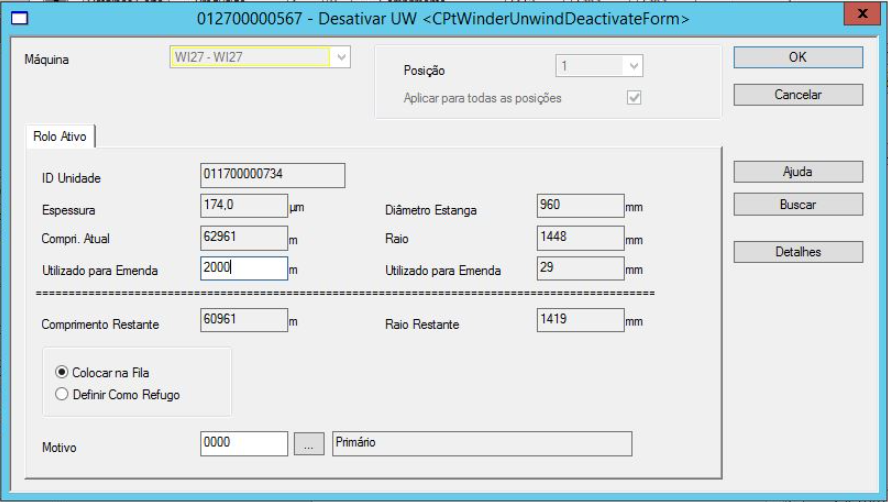 012700000567 - Desativar UW <CPtWinderUnwindDeactivateForm>
x
Máquina
WI27 - WI27
Posição
1
Aplicar para todas as posições
OK
Cancelar
Ajuda
Buscar
Detalhes
Rolo Ativo
ID Unidade
011700000734
Espessura
174,0
µm
Diâmetro Estanga
960
mm
Compri. Atual
62961
m
Raio
1448
mm
Utilizado para Emenda
2000
m
Utilizado para Emenda
29
mm
Comprimento Restante
60961
m
Raio Restante
1419
mm
Colocar na Fila
Definir Como Refugo
Motivo
0000
...
Primário